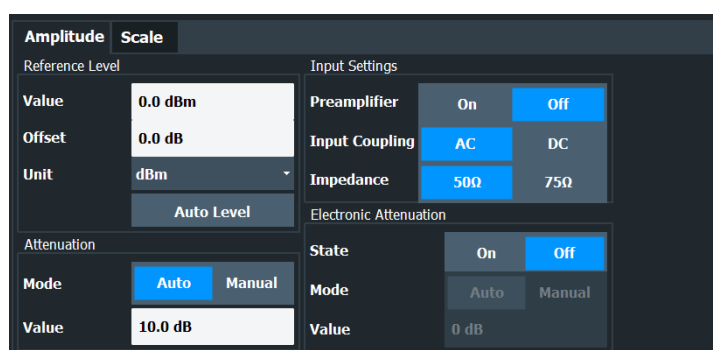 Amplitude Scale
Reference Level
Value 0.0 dBm
Offset 0.0 dB
Unit dBm
Auto Level
Attenuation
Mode Auto Manual
Value 10.0 dB
Input Settings
Preamplifier On Off
Input Coupling AC DC
Impedance 50Ω 75Ω
Electronic Attenuation
State On Off
Mode Auto Manual
Value 0 dB